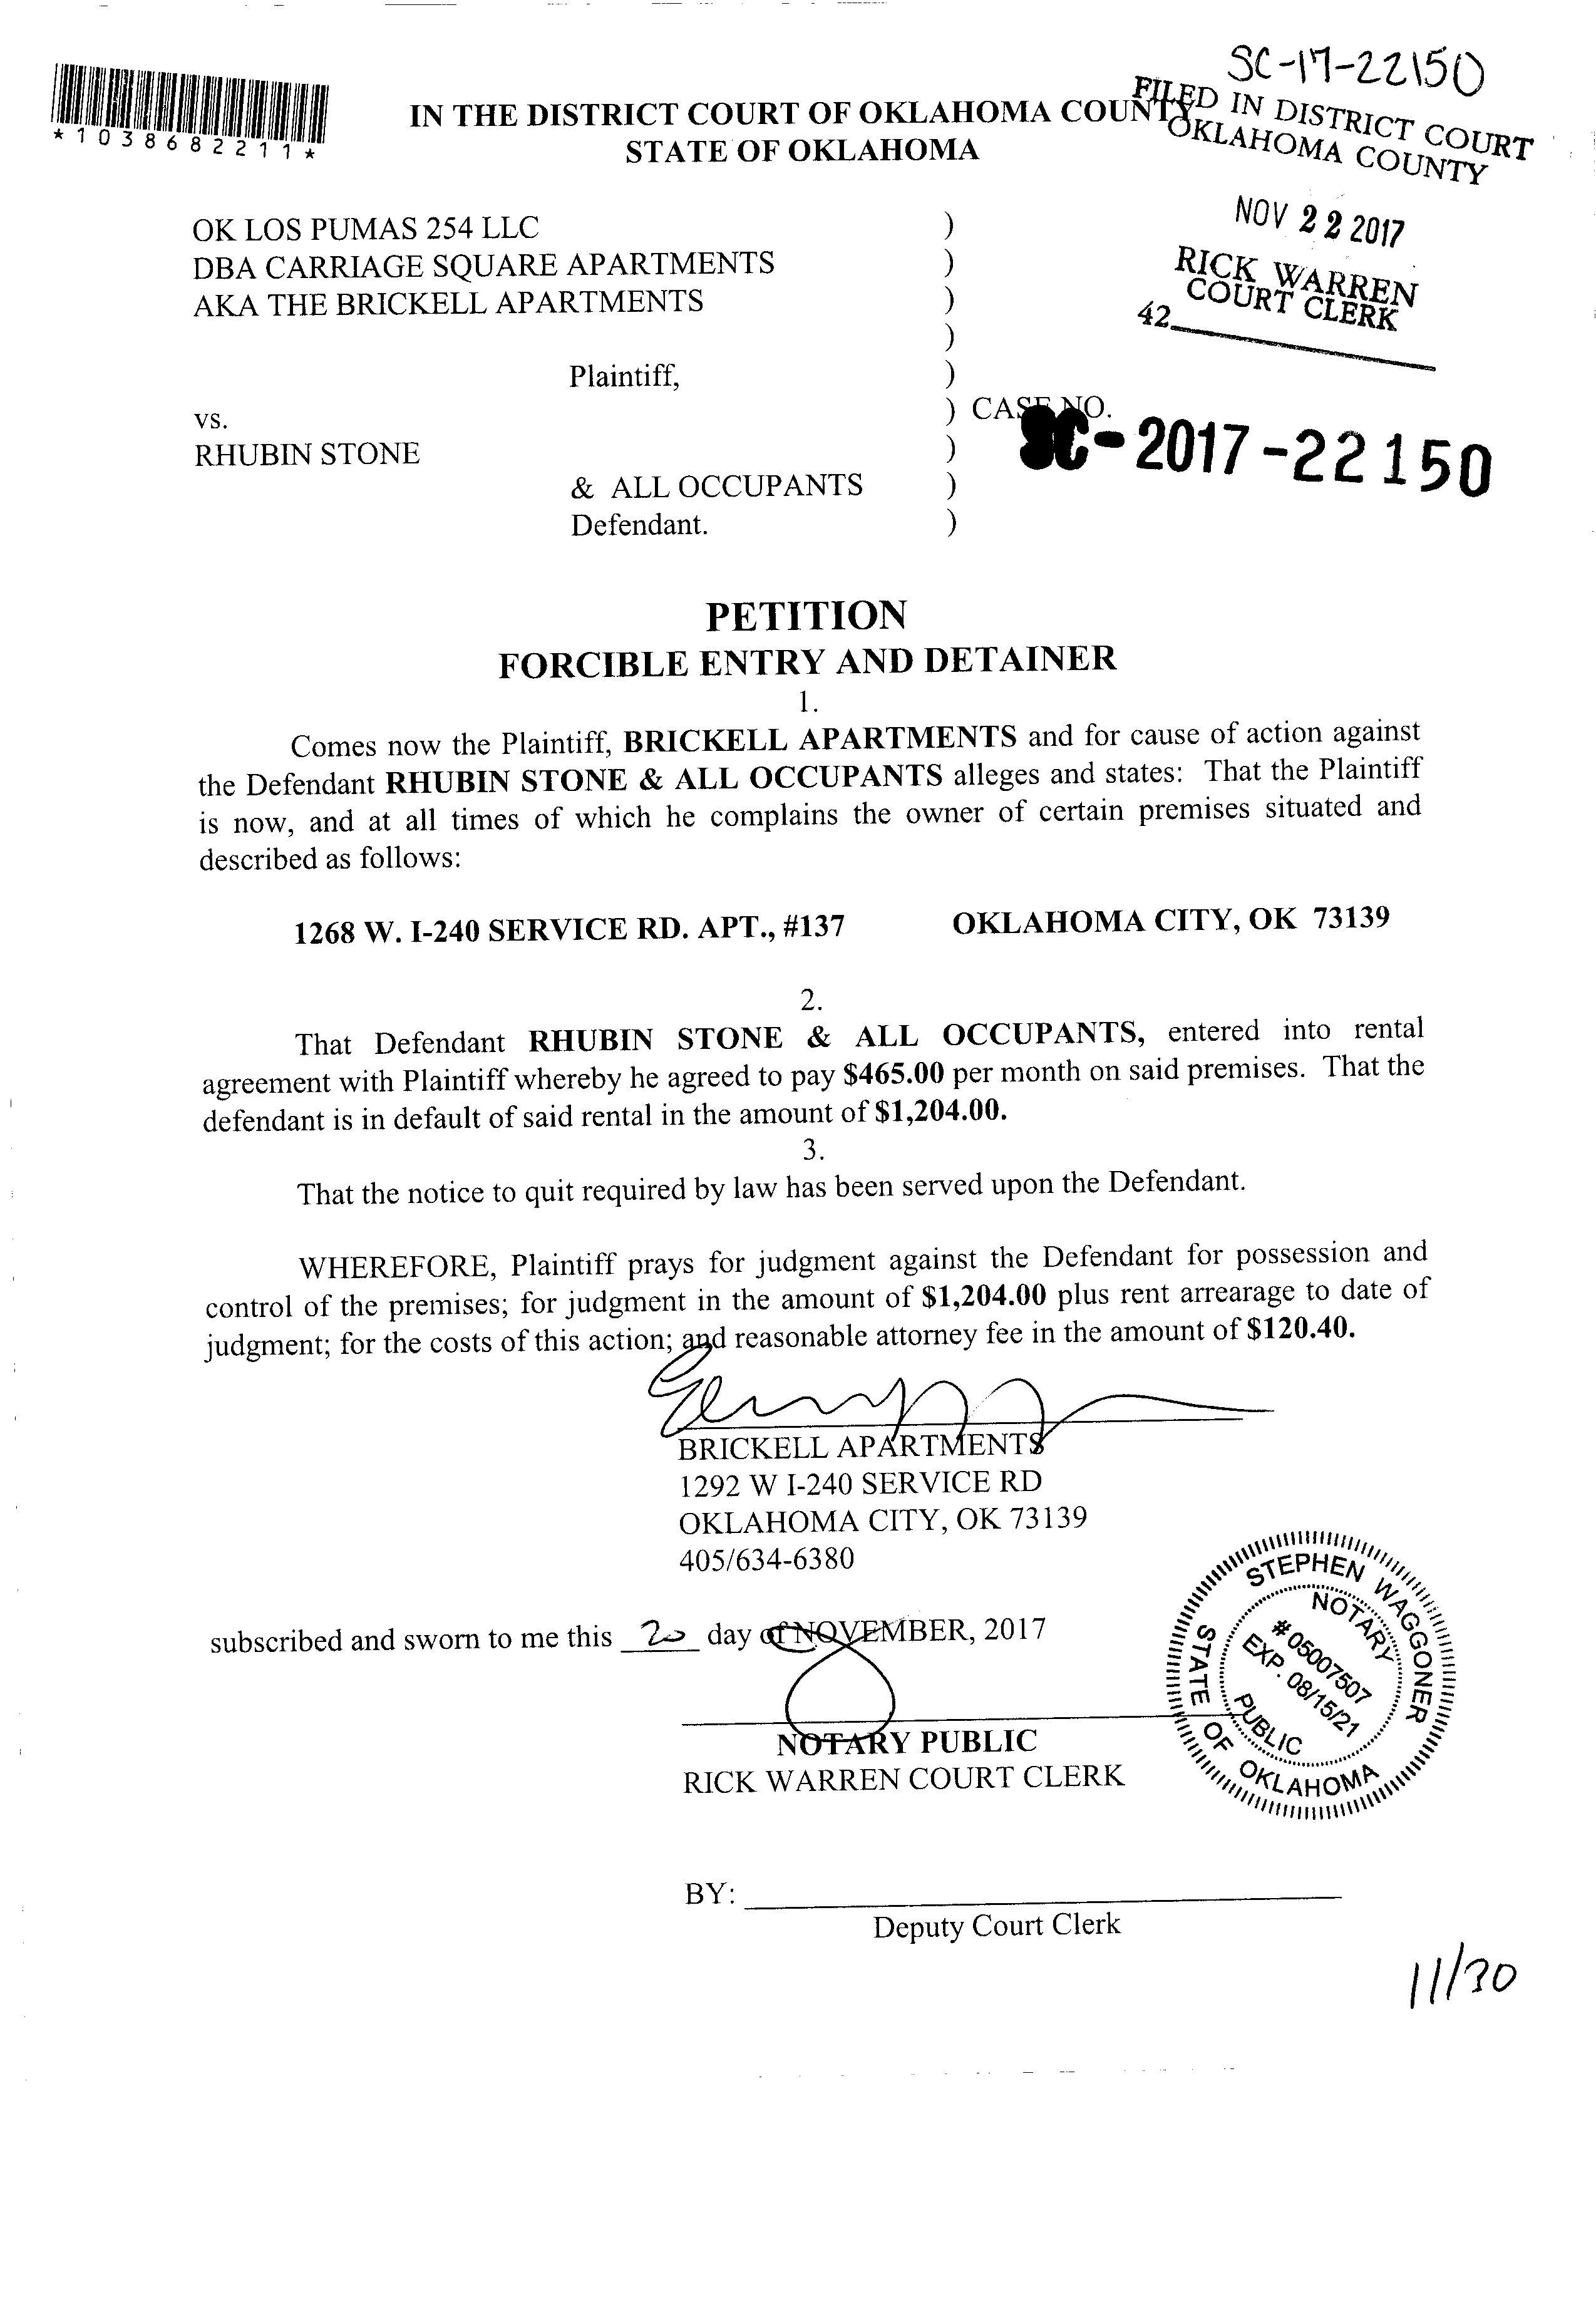 SC-17-22150
*1038682211*
IN THE DISTRICT COURT OF OKLAHOMA COUNTY
STATE OF OKLAHOMA
FILED IN DISTRICT COURT
OKLAHOMA COUNTY
NOV 22 2017
RICK WARREN
COURT CLERK
42
OK LOS PUMAS 254 LLC )
DBA CARRIAGE SQUARE APARTMENTS )
AKA THE BRICKELL APARTMENTS )
)
Plaintiff, )
vs. ) CASE NO.
SC-2017-22150
RHUBIN STONE )
& ALL OCCUPANTS )
Defendant. )
PETITION
FORCIBLE ENTRY AND DETAINER
1.
Comes now the Plaintiff, BRICKELL APARTMENTS and for cause of action against
the Defendant RHUBIN STONE & ALL OCCUPANTS alleges and states: That the Plaintiff
is now, and at all times of which he complains the owner of certain premises situated and
described as follows:
1268 W. I-240 SERVICE RD. APT., #137 OKLAHOMA CITY, OK 73139
2.
That Defendant RHUBIN STONE & ALL OCCUPANTS, entered into rental
agreement with Plaintiff whereby he agreed to pay $465.00 per month on said premises. That the
defendant is in default of said rental in the amount of $1,204.00.
3.
That the notice to quit required by law has been served upon the Defendant.
WHEREFORE, Plaintiff prays for judgment against the Defendant for possession and
control of the premises; for judgment in the amount of $1,204.00 plus rent arrearage to date of
judgment; for the costs of this action; and reasonable attorney fee in the amount of $120.40.
BRICKELL APARTMENTS
1292 W I-240 SERVICE RD
OKLAHOMA CITY, OK 73139
405/634-6380
subscribed and sworn to me this 20 day of NOVEMBER, 2017
NOTARY PUBLIC
RICK WARREN COURT CLERK
STEPHEN WAGGONER
NOTARY
# 05007507
EXP. 08/15/21
PUBLIC
STATE OF OKLAHOMA
BY:
Deputy Court Clerk
11/30